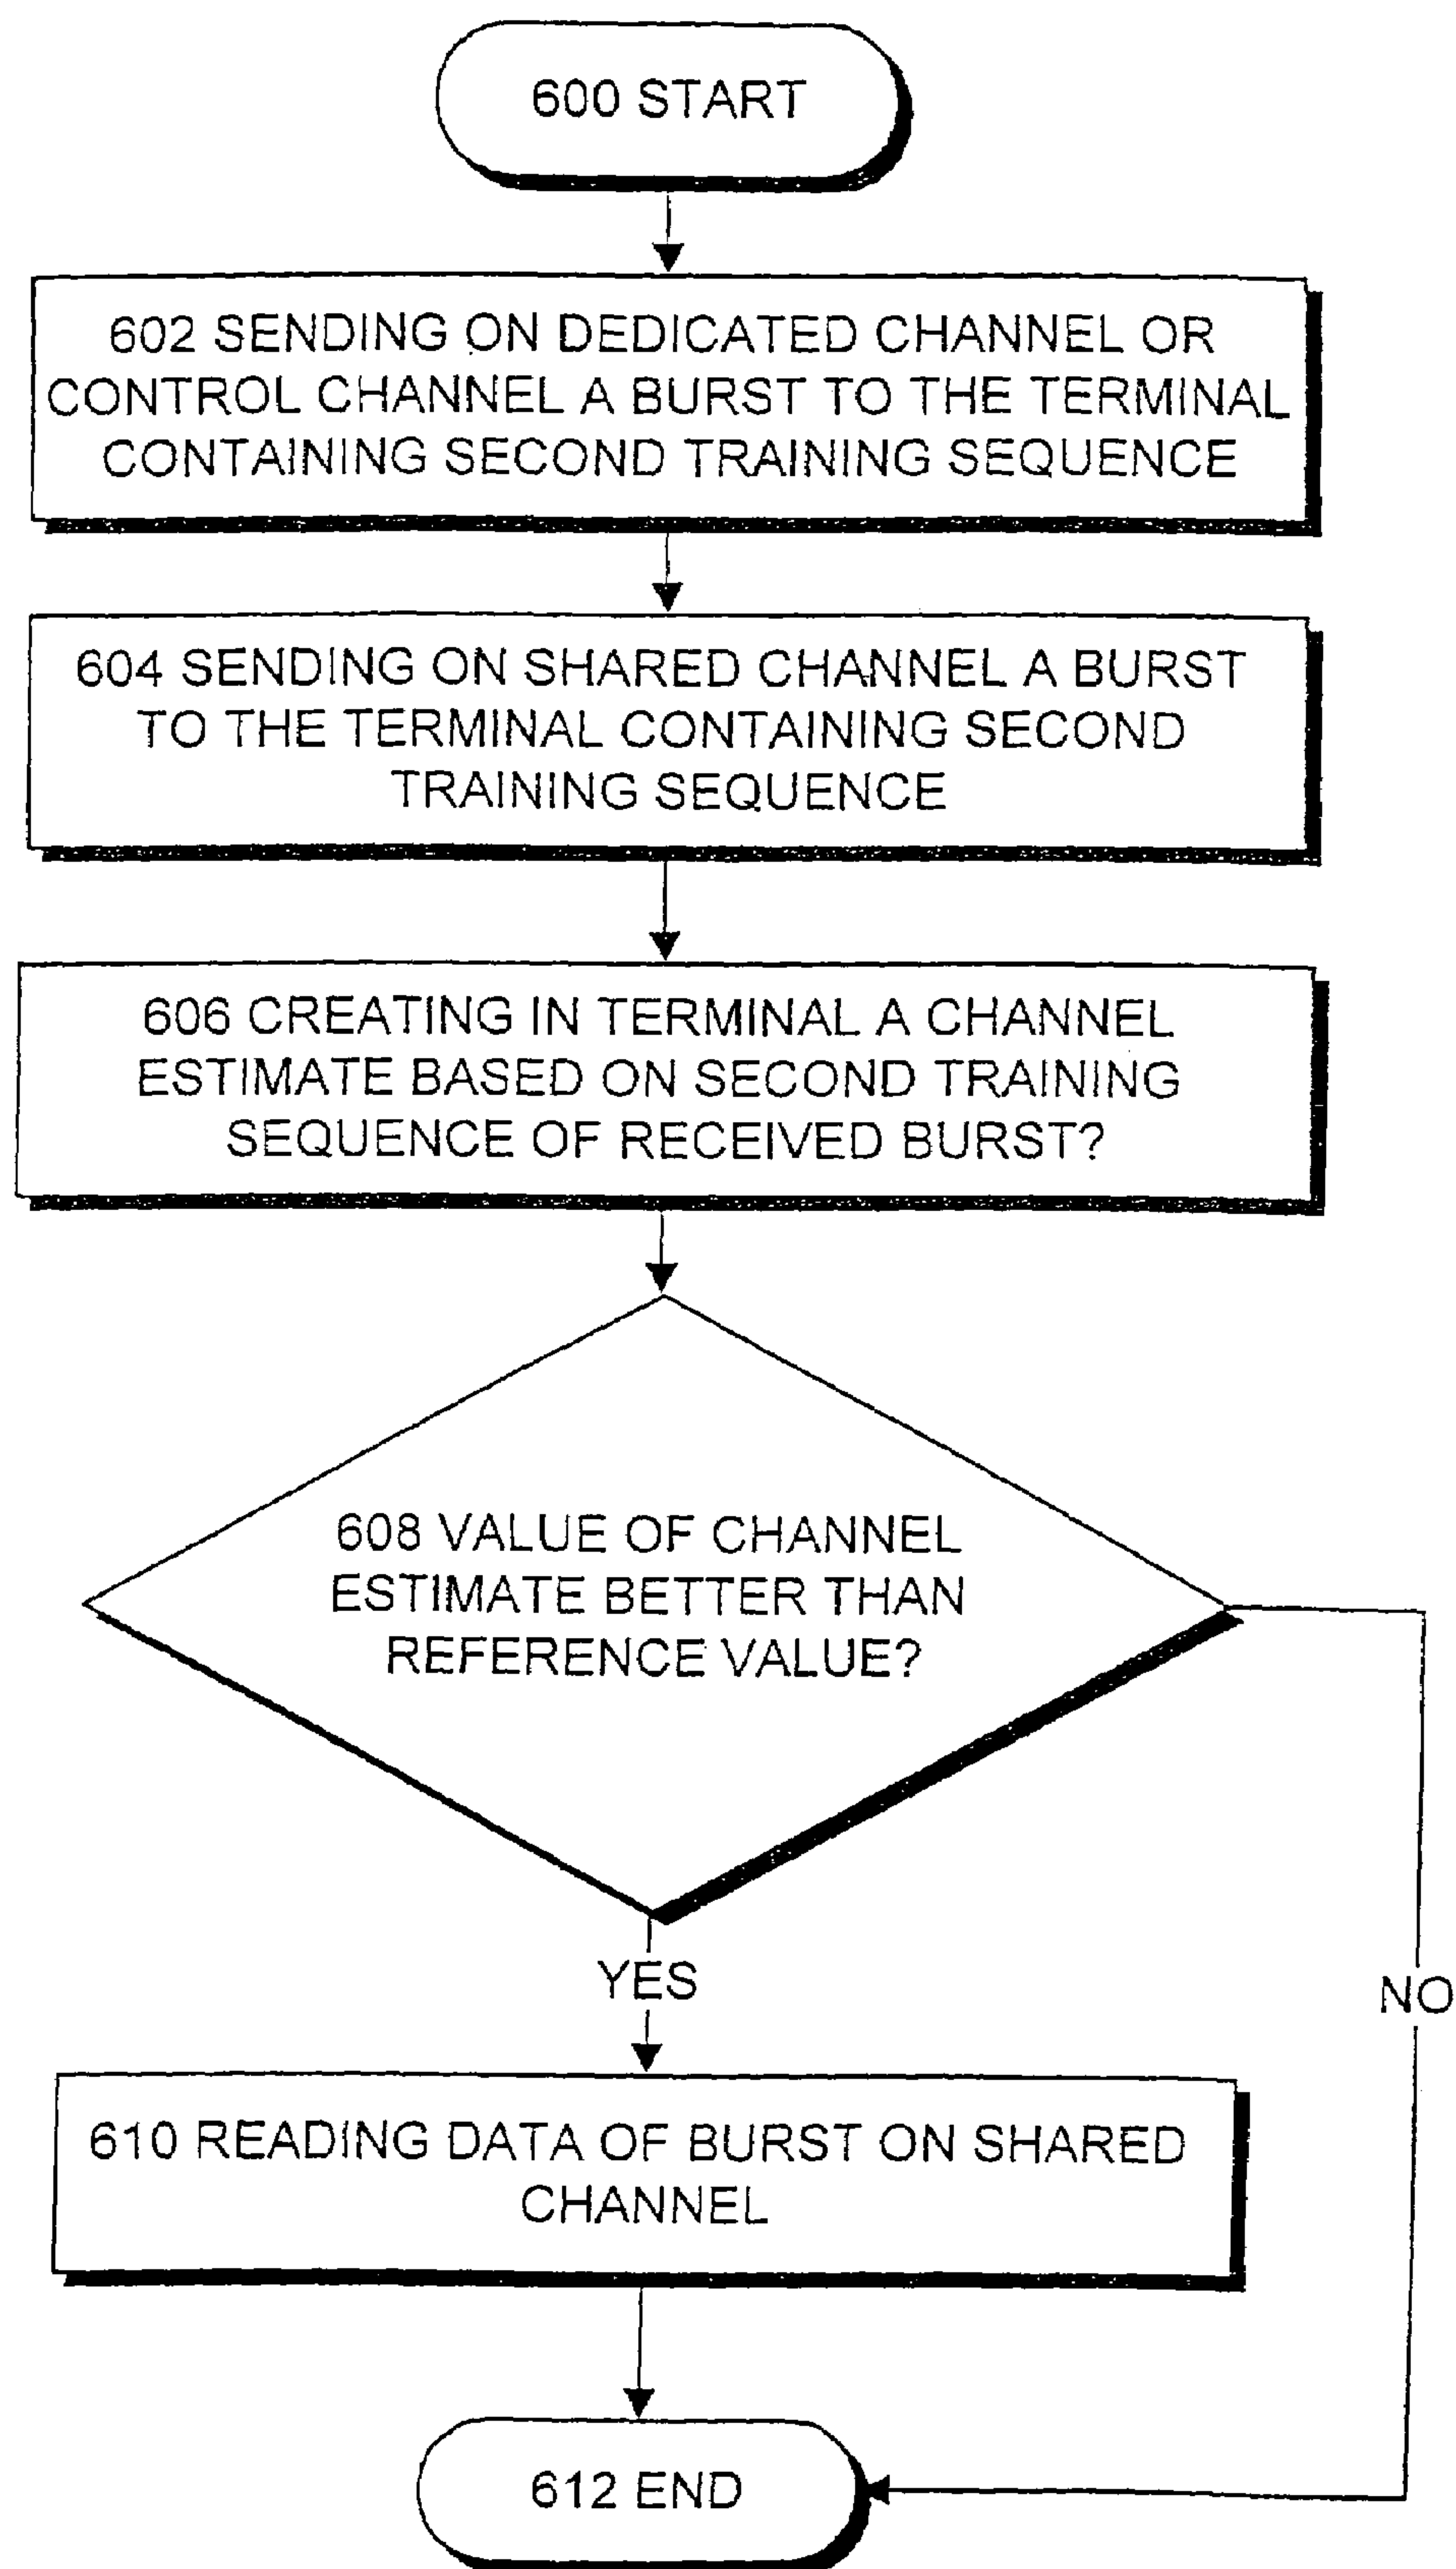 600 START
602 SENDING ON DEDICATED CHANNEL OR
CONTROL CHANNEL A BURST TO THE TERMINAL
CONTAINING SECOND TRAINING SEQUENCE
604 SENDING ON SHARED CHANNEL A BURST
TO THE TERMINAL CONTAINING SECOND
TRAINING SEQUENCE
606 CREATING IN TERMINAL A CHANNEL
ESTIMATE BASED ON SECOND TRAINING
SEQUENCE OF RECEIVED BURST?
608 VALUE OF CHANNEL
ESTIMATE BETTER THAN
REFERENCE VALUE?
YES
NO
610 READING DATA OF BURST ON SHARED
CHANNEL
612 END